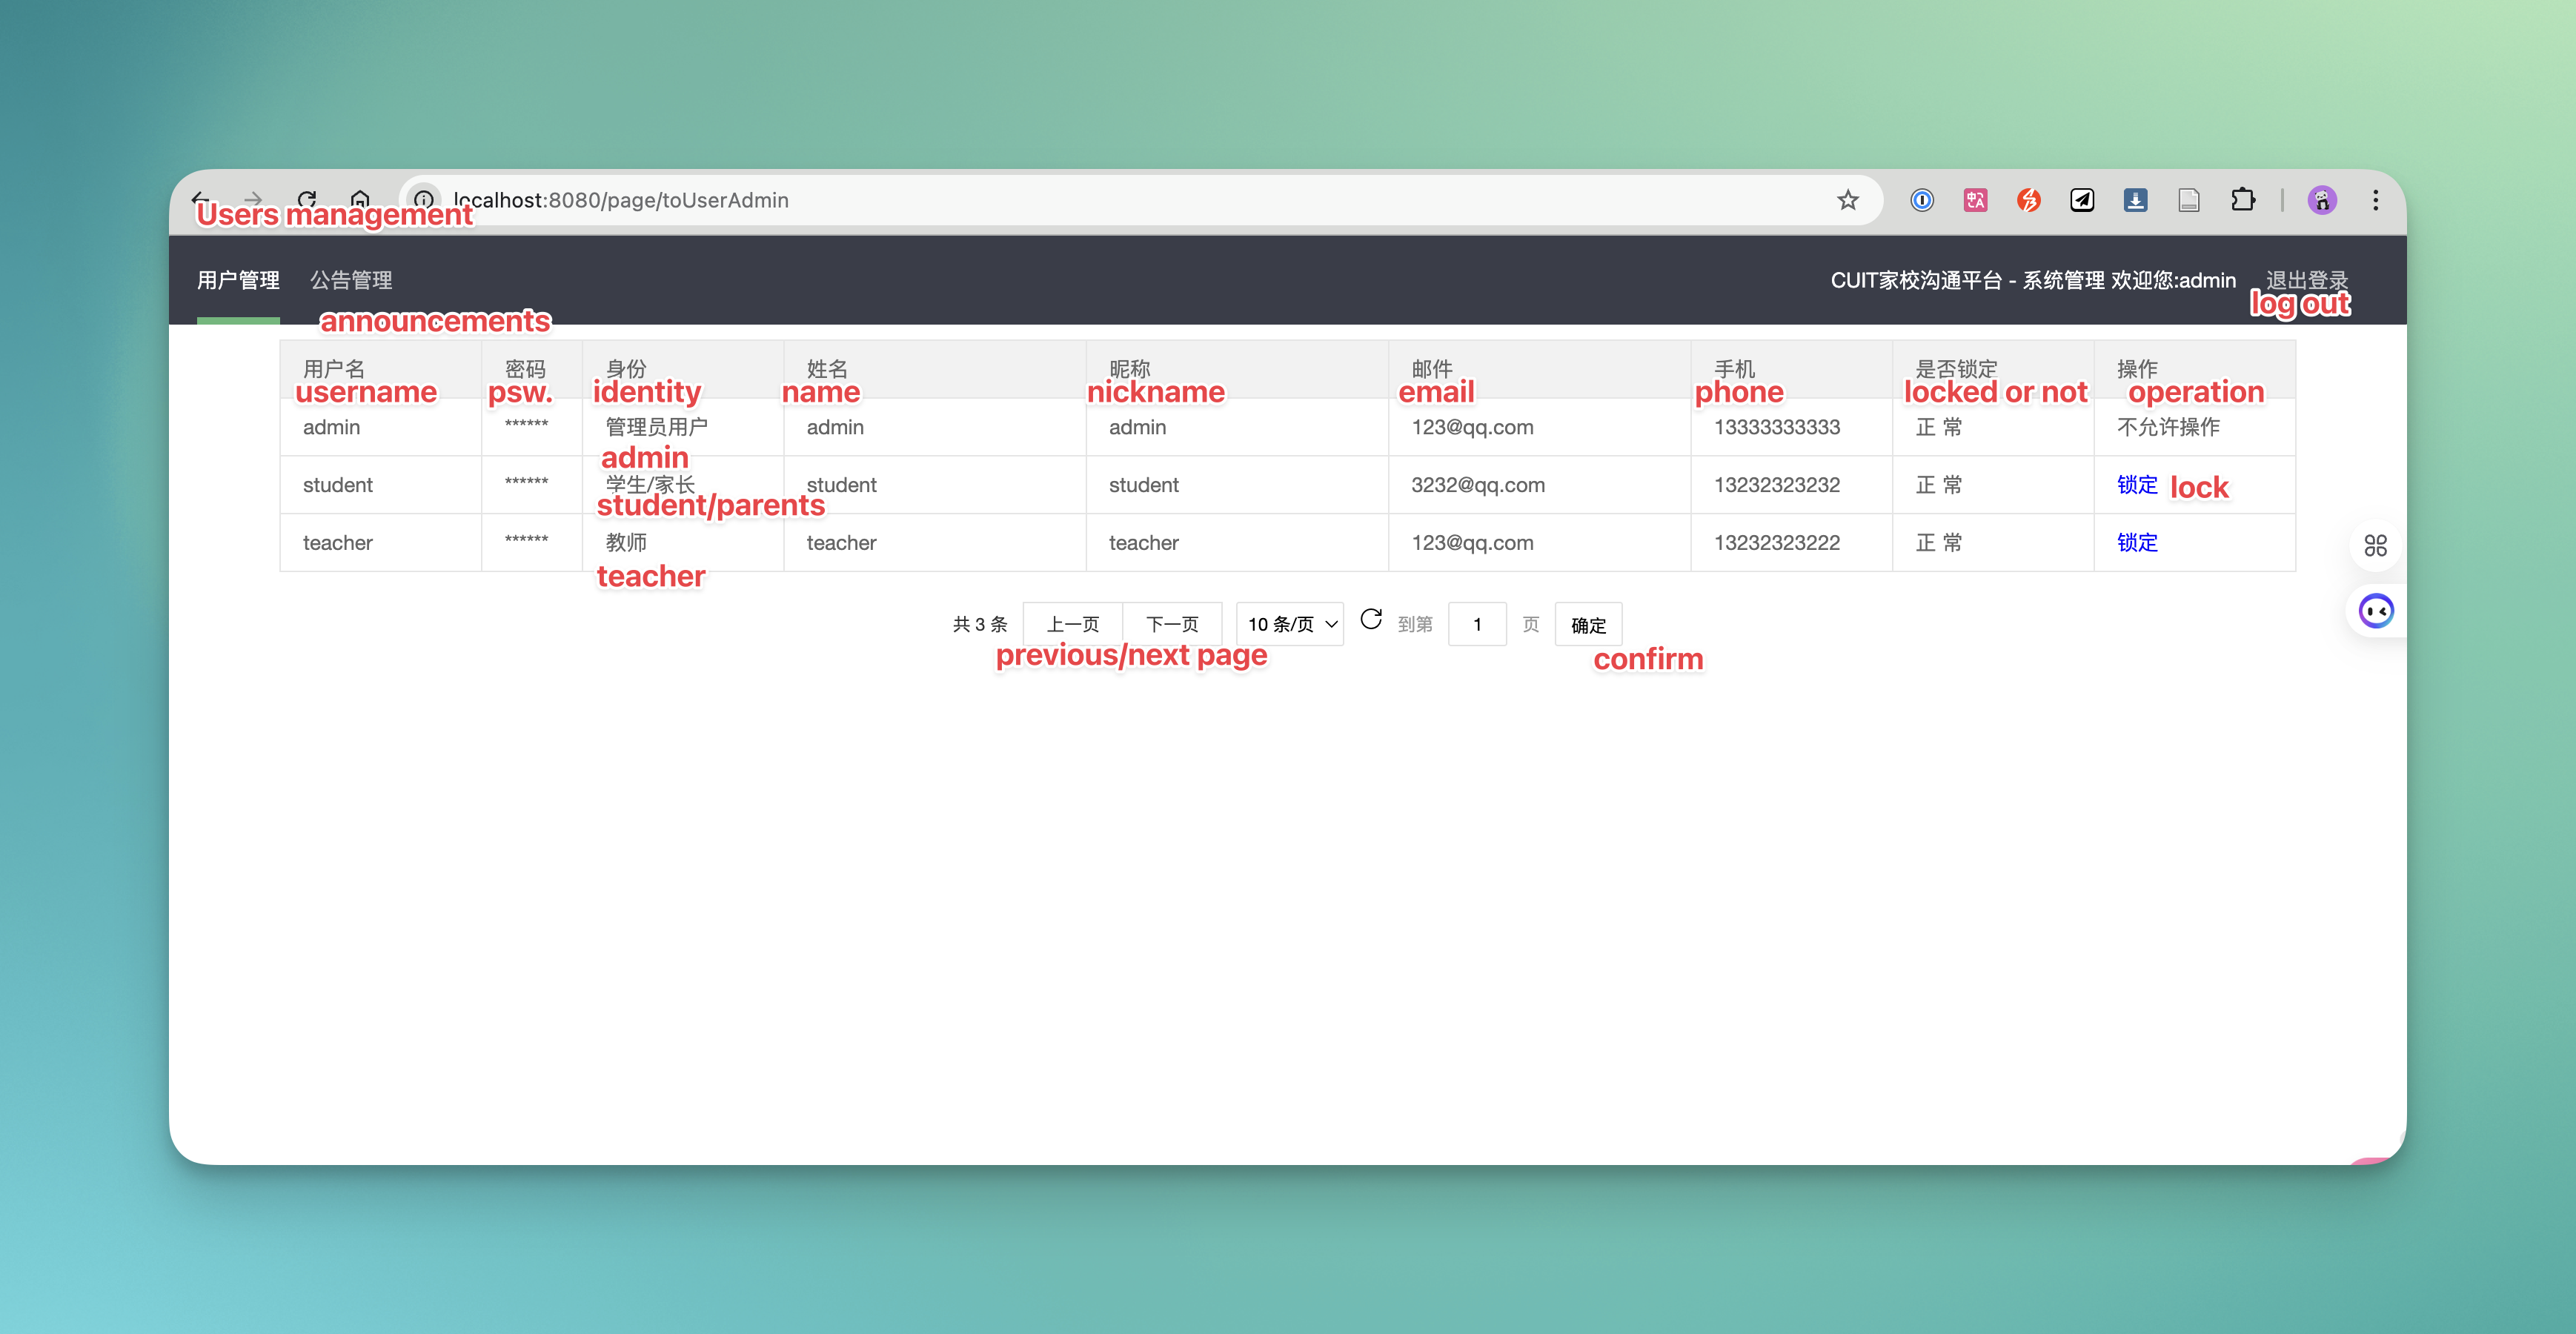 localhost:8080/page/toUserAdmin
Users management
用户管理 公告管理 CUIT家校沟通平台 - 系统管理 欢迎您:admin 退出登录
announcements log out
用户名 密码 身份 姓名 昵称 邮件 手机 是否锁定 操作
username psw. identity name nickname email phone locked or not operation
admin ****** 管理员用户 admin admin 123@qq.com 13333333333 正 常 不允许操作
admin
student ****** 学生/家长 student student 3232@qq.com 13232323232 正 常 锁定 lock
student/parents
teacher ****** 教师 teacher teacher 123@qq.com 13232323222 正 常 锁定
teacher
共 3 条 上一页 下一页 10 条/页 到第 1 页 确定
previous/next page confirm